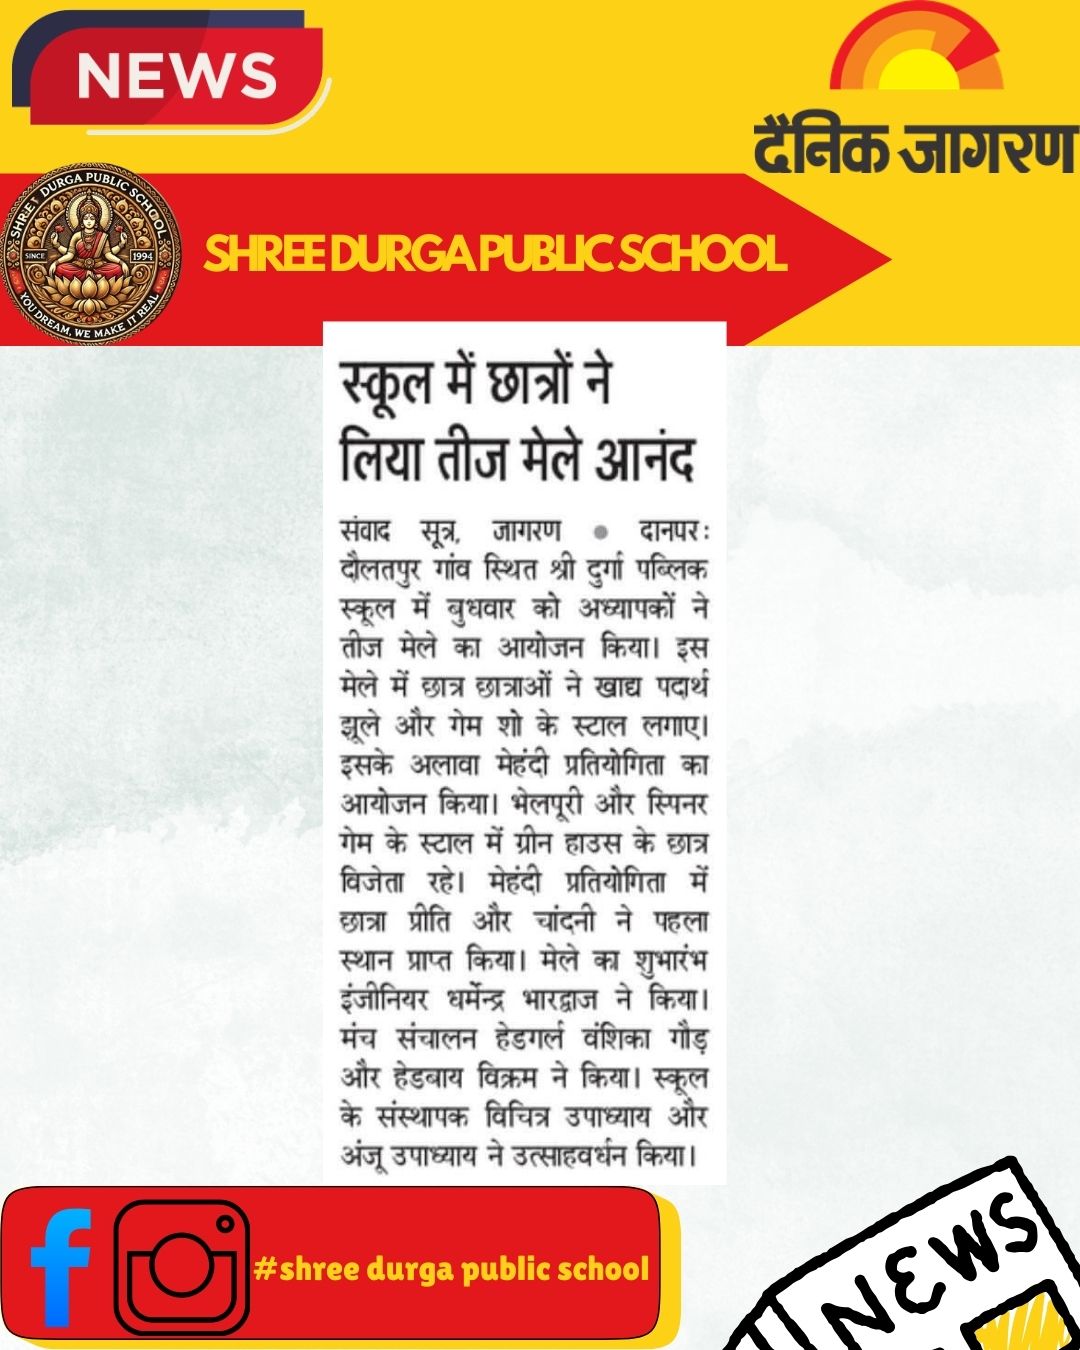 NEWS
दैनिक जागरण
SHREE DURGA PUBLIC SCHOOL
SINCE 1994
YOU DREAM, WE MAKE IT REAL
SHREE DURGA PUBLIC SCHOOL
स्कूल में छात्रों ने
लिया तीज मेले आनंद
संवाद सूत्र, जागरण ● दानपर:
दौलतपुर गांव स्थित श्री दुर्गा पब्लिक
स्कूल में बुधवार को अध्यापकों ने
तीज मेले का आयोजन किया। इस
मेले में छात्र छात्राओं ने खाद्य पदार्थ
झूले और गेम शो के स्टाल लगाए।
इसके अलावा मेहंदी प्रतियोगिता का
आयोजन किया। भेलपूरी और स्पिनर
गेम के स्टाल में ग्रीन हाउस के छात्र
विजेता रहे। मेहंदी प्रतियोगिता में
छात्रा प्रीति और चांदनी ने पहला
स्थान प्राप्त किया। मेले का शुभारंभ
इंजीनियर धर्मेन्द्र भारद्वाज ने किया।
मंच संचालन हेडगर्ल वंशिका गौड़
और हेडबाय विक्रम ने किया। स्कूल
के संस्थापक विचित्र उपाध्याय और
अंजू उपाध्याय ने उत्साहवर्धन किया।
#shree durga public school
NEWS